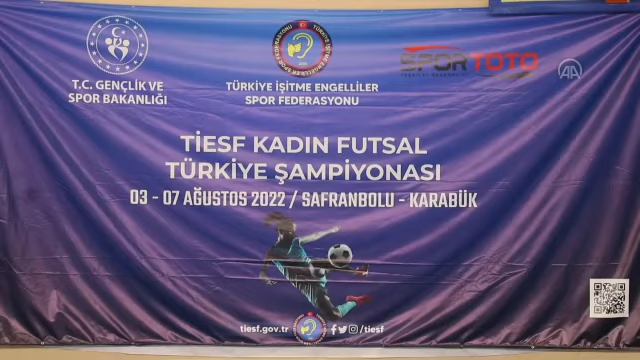 T.C. GENÇLİK VE
SPOR BAKANLIĞI
TÜRKİYE İŞİTME ENGELLİLER
SPOR FEDERASYONU
SPORTOTO
AA
TİESF KADIN FUTSAL
TÜRKİYE ŞAMPİYONASI
03 - 07 AĞUSTOS 2022 / SAFRANBOLU - KARABÜK
tiesf.gov.tr
/tiesf